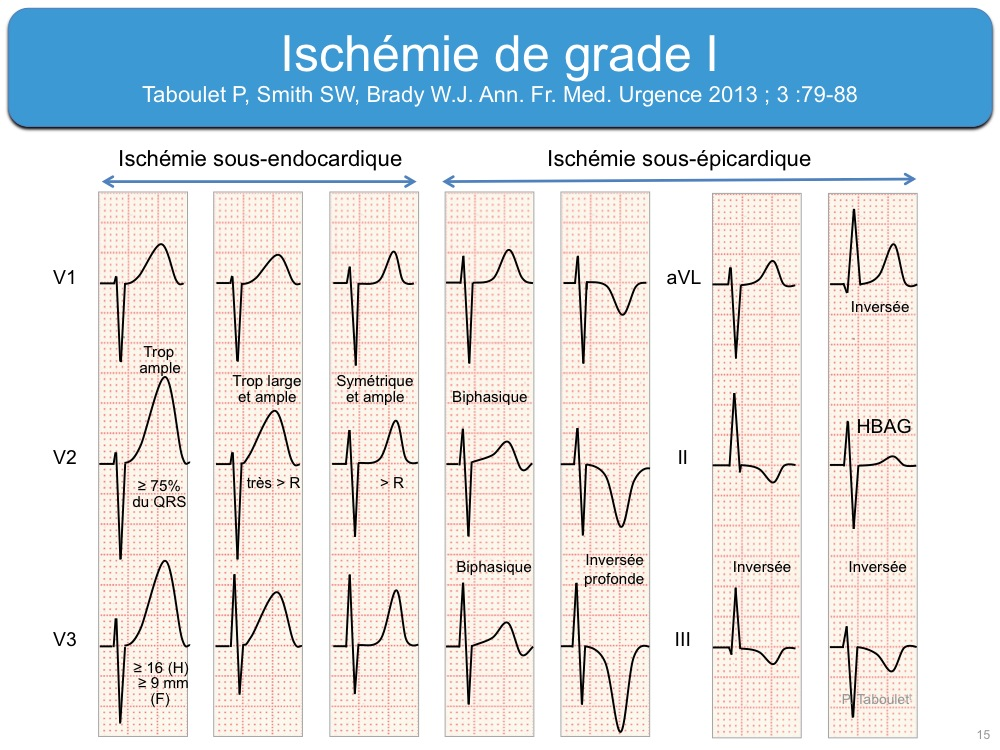 Ischémie de grade I
Taboulet P, Smith SW, Brady W.J. Ann. Fr. Med. Urgence 2013 ; 3 :79-88
Ischémie sous-endocardique
Ischémie sous-épicardique
V1
aVL
Inversée
Trop
ample
Trop large
et ample
Symétrique
et ample
Biphasique
V2
II
HBAG
≥ 75%
du QRS
très > R
> R
Biphasique
Inversée
profonde
Inversée
Inversée
V3
III
≥ 16 (H)
≥ 9 mm
(F)
P. Taboulet
15